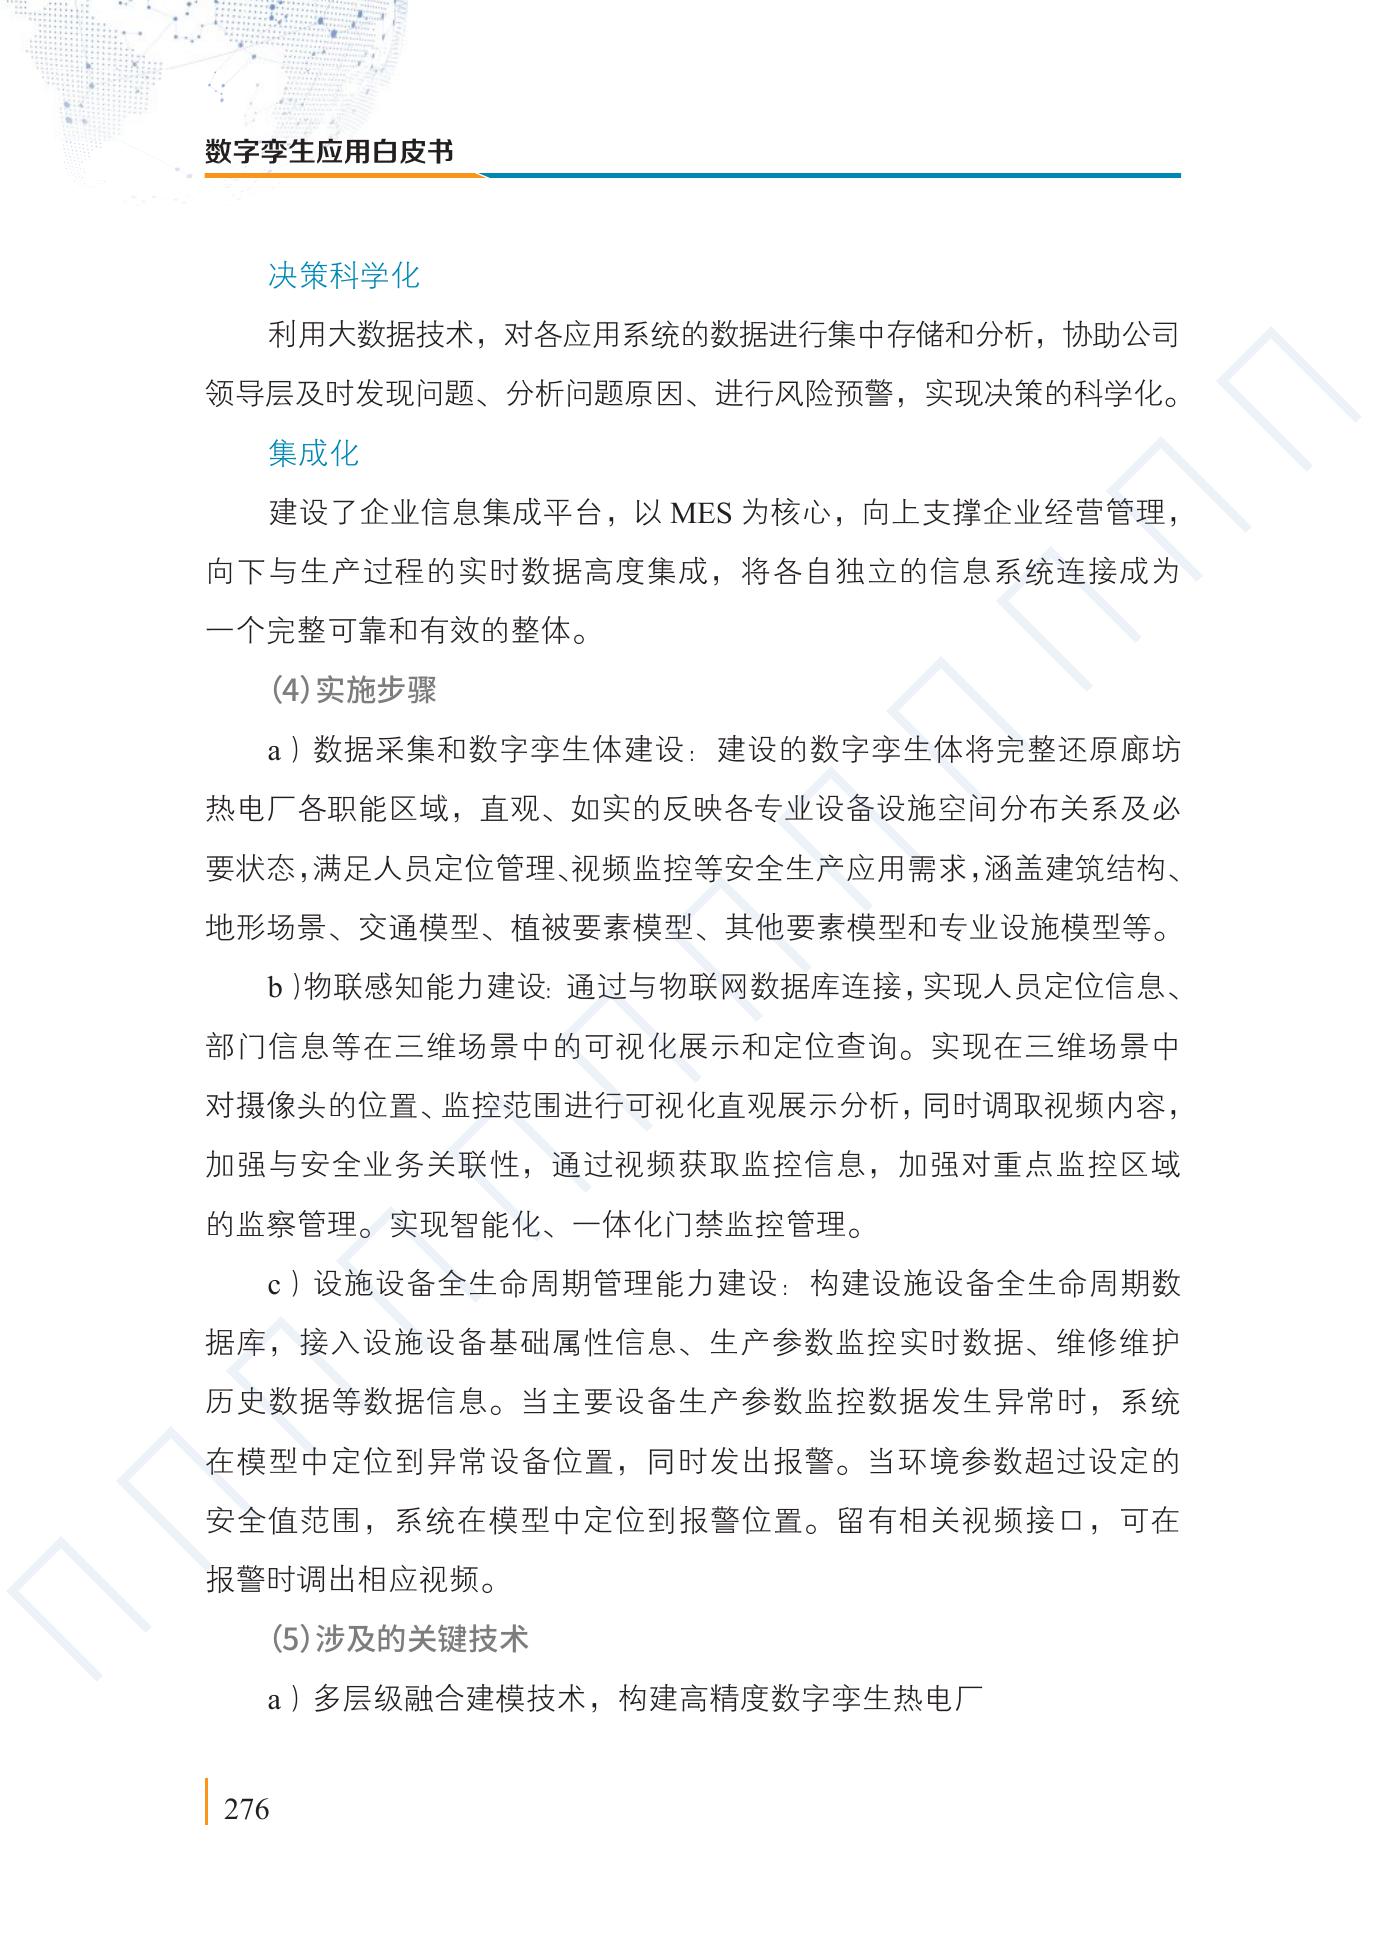 数字孪生应用白皮书
决策科学化
利用大数据技术，对各应用系统的数据进行集中存储和分析，协助公司
领导层及时发现问题、分析问题原因、进行风险预警，实现决策的科学化。
集成化
建设了企业信息集成平台，以 MES 为核心，向上支撑企业经营管理，
向下与生产过程的实时数据高度集成，将各自独立的信息系统连接成为
一个完整可靠和有效的整体。
（4）实施步骤
a）数据采集和数字孪生体建设：建设的数字孪生体将完整还原廊坊
热电厂各职能区域，直观、如实的反映各专业设备设施空间分布关系及必
要状态，满足人员定位管理、视频监控等安全生产应用需求，涵盖建筑结构、
地形场景、交通模型、植被要素模型、其他要素模型和专业设施模型等。
b）物联感知能力建设：通过与物联网数据库连接，实现人员定位信息、
部门信息等在三维场景中的可视化展示和定位查询。实现在三维场景中
对摄像头的位置、监控范围进行可视化直观展示分析，同时调取视频内容，
加强与安全业务关联性，通过视频获取监控信息，加强对重点监控区域
的监察管理。实现智能化、一体化门禁监控管理。
c）设施设备全生命周期管理能力建设：构建设施设备全生命周期数
据库，接入设施设备基础属性信息、生产参数监控实时数据、维修维护
历史数据等数据信息。当主要设备生产参数监控数据发生异常时，系统
在模型中定位到异常设备位置，同时发出报警。当环境参数超过设定的
安全值范围，系统在模型中定位到报警位置。留有相关视频接口，可在
报警时调出相应视频。
（5）涉及的关键技术
a）多层级融合建模技术，构建高精度数字孪生热电厂
276